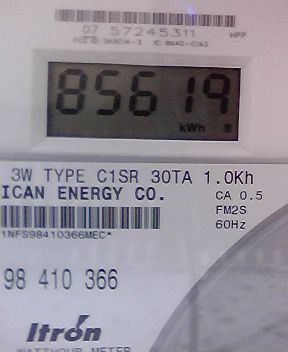 07 57245311
HPP
85619
kWh
3W TYPE C1SR 30TA 1.0Kh
ICAN ENERGY CO.
CA 0.5
FM2S
60Hz
1NFS98410366MEC*
98 410 366
Itron
WATTHOUR METER